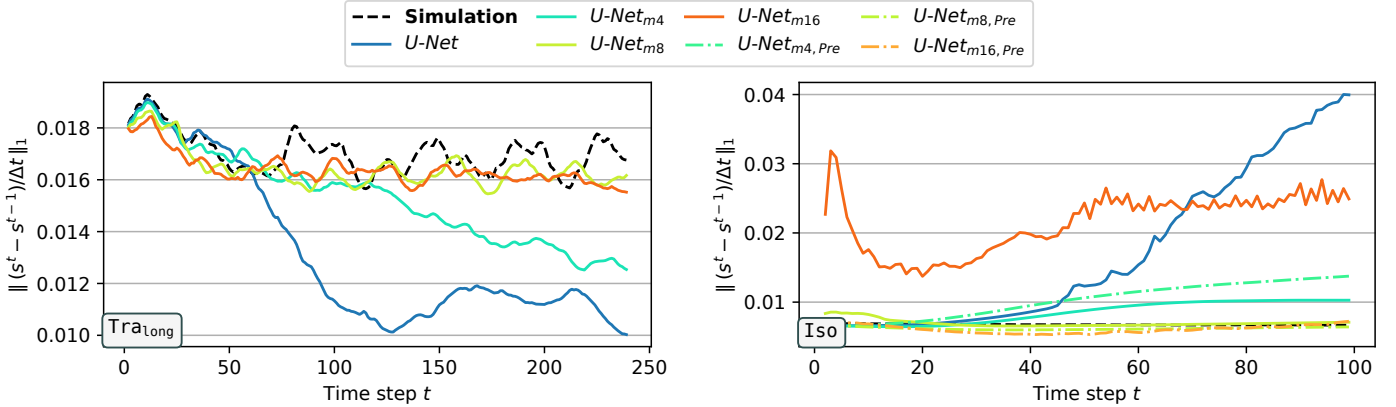 Simulation
U-Net
U-Net_m4
U-Net_m8
U-Net_m16
U-Net_m4,Pre
U-Net_m8,Pre
U-Net_m16,Pre
‖ (s^t − s^{t−1})/Δt ‖_1
0.018
0.016
0.014
0.012
0.010
Tra_long
0 50 100 150 200 250
Time step t
‖ (s^t − s^{t−1})/Δt ‖_1
0.04
0.03
0.02
0.01
Iso
0 20 40 60 80 100
Time step t